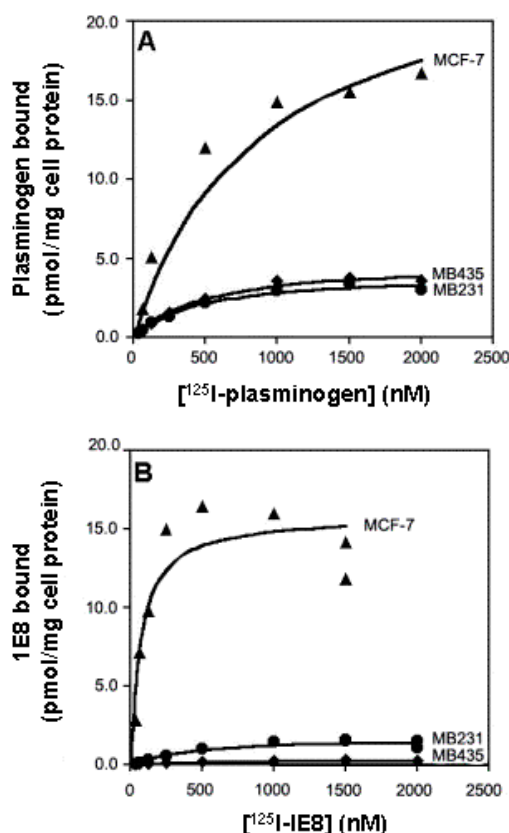 A
20.0
15.0
10.0
5.0
0.0
Plasminogen bound
(pmol/mg cell protein)
MCF-7
MB435
MB231
0 500 1000 1500 2000 2500
[¹²⁵I-plasminogen] (nM)
B
20.0
15.0
10.0
5.0
0.0
1E8 bound
(pmol/mg cell protein)
MCF-7
MB231
MB435
0 500 1000 1500 2000 2500
[¹²⁵I-IE8] (nM)